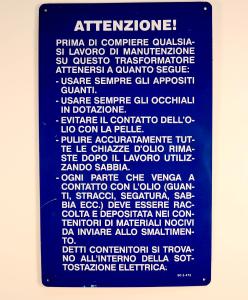 ATTENZIONE!
PRIMA DI COMPIERE QUALSIA-
SI LAVORO DI MANUTENZIONE
SU QUESTO TRASFORMATORE
ATTENERSI A QUANTO SEGUE:
- USARE SEMPRE GLI APPOSITI
GUANTI.
- USARE SEMPRE GLI OCCHIALI
IN DOTAZIONE.
- EVITARE IL CONTATTO DELL'O-
LIO CON LA PELLE.
- PULIRE ACCURATAMENTE TUT-
TE LE CHIAZZE D'OLIO RIMA-
STE DOPO IL LAVORO UTILIZ-
ZANDO SABBIA.
- OGNI PARTE CHE VENGA A
CONTATTO CON L'OLIO (GUAN-
TI, STRACCI, SEGATURA, SAB-
BIA ECC.) DEVE ESSERE RAC-
COLTA E DEPOSITATA NEI CON-
TENITORI DI MATERIALI NOCIVI
DA INVIARE ALLO SMALTIMEN-
TO.
DETTI CONTENITORI SI TROVA-
NO ALL'INTERNO DELLA SOT-
TOSTAZIONE ELETTRICA.